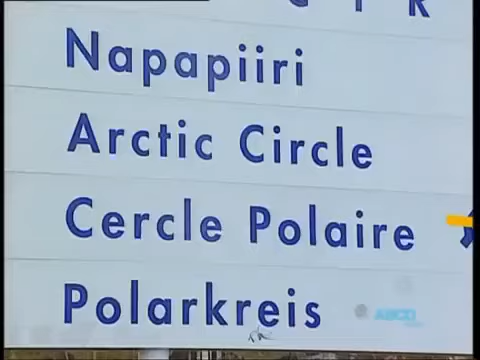 Napapiiri
Arctic Circle
Cercle Polaire
Polarkreis